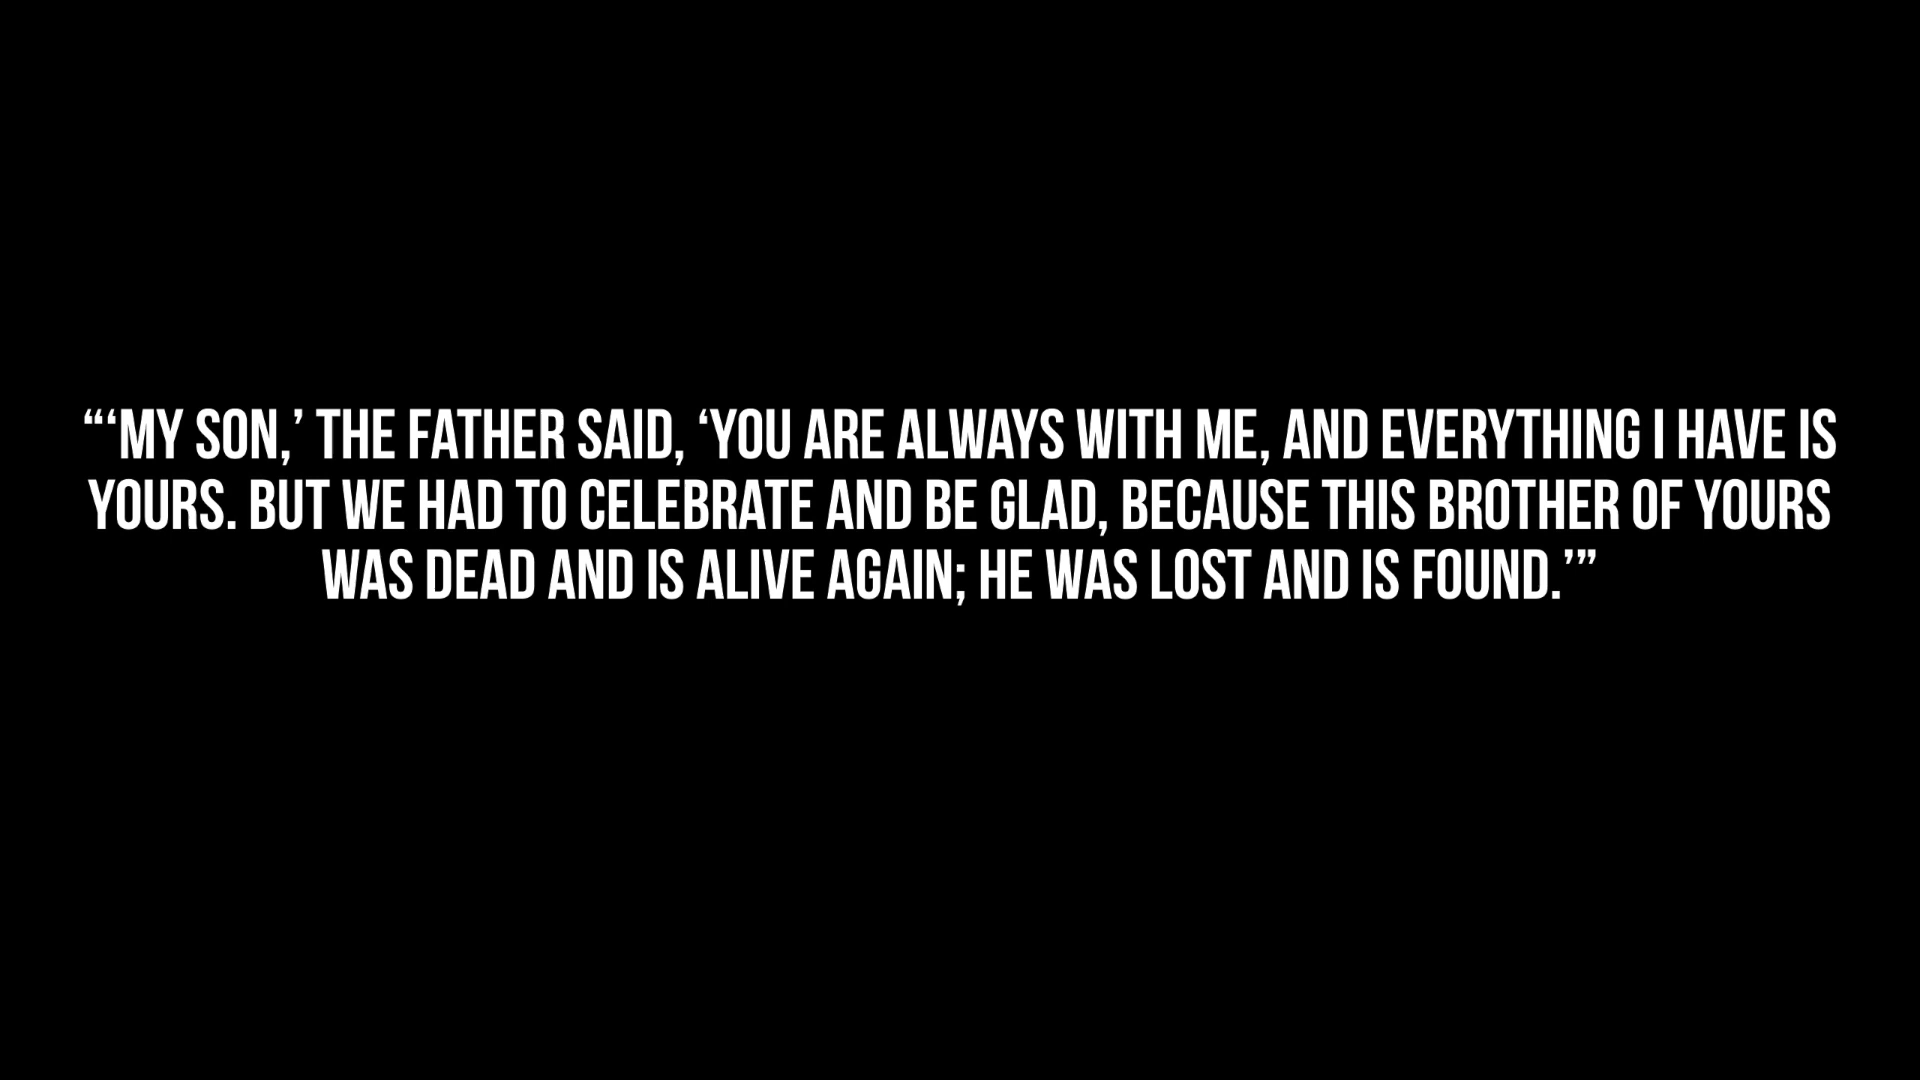 “‘MY SON,’ THE FATHER SAID, ‘YOU ARE ALWAYS WITH ME, AND EVERYTHING I HAVE IS
YOURS. BUT WE HAD TO CELEBRATE AND BE GLAD, BECAUSE THIS BROTHER OF YOURS
WAS DEAD AND IS ALIVE AGAIN; HE WAS LOST AND IS FOUND.’”